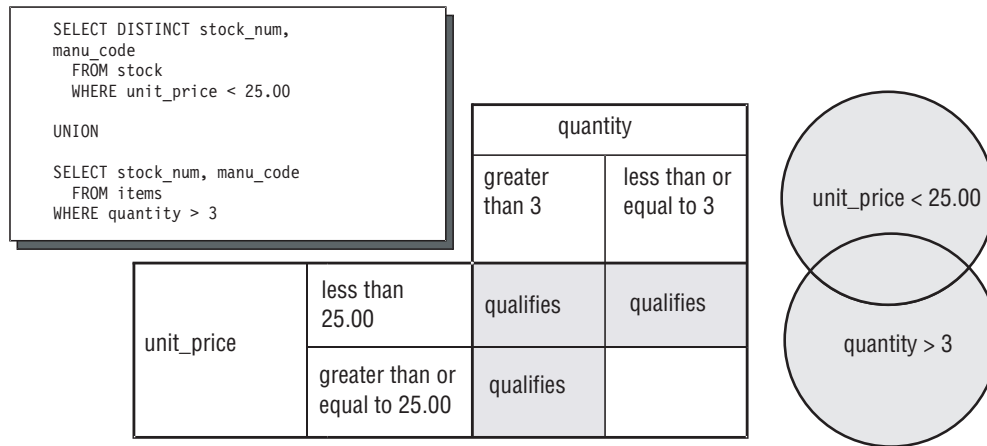 SELECT DISTINCT stock_num,
manu_code
FROM stock
WHERE unit_price < 25.00
UNION
SELECT stock_num, manu_code
FROM items
WHERE quantity > 3
quantity
greater
than 3
less than or
equal to 3
unit_price
less than
25.00
qualifies
qualifies
greater than or
equal to 25.00
qualifies
unit_price < 25.00
quantity > 3